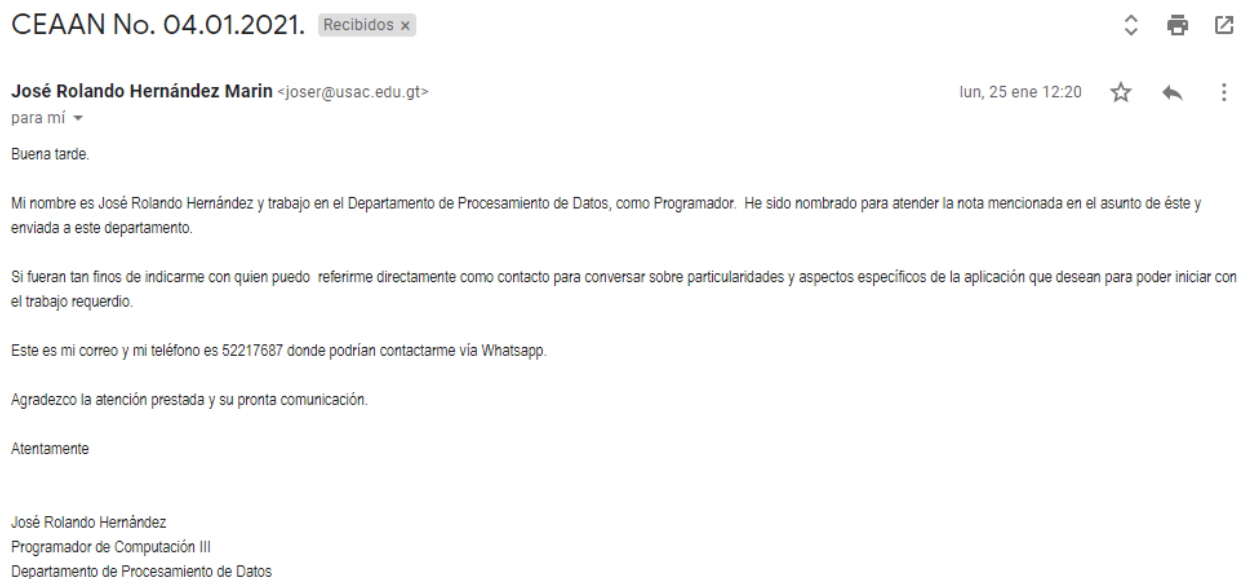 CEAAN No. 04.01.2021. Recibidos x
José Rolando Hernández Marin <joser@usac.edu.gt> lun, 25 ene 12:20
para mí
Buena tarde.
Mi nombre es José Rolando Hernández y trabajo en el Departamento de Procesamiento de Datos, como Programador. He sido nombrado para atender la nota mencionada en el asunto de éste y
enviada a este departamento.
Si fueran tan finos de indicarme con quien puedo referirme directamente como contacto para conversar sobre particularidades y aspectos específicos de la aplicación que desean para poder iniciar con
el trabajo requerdio.
Este es mi correo y mi teléfono es 52217687 donde podrían contactarme vía Whatsapp.
Agradezco la atención prestada y su pronta comunicación.
Atentamente
José Rolando Hernández
Programador de Computación III
Departamento de Procesamiento de Datos